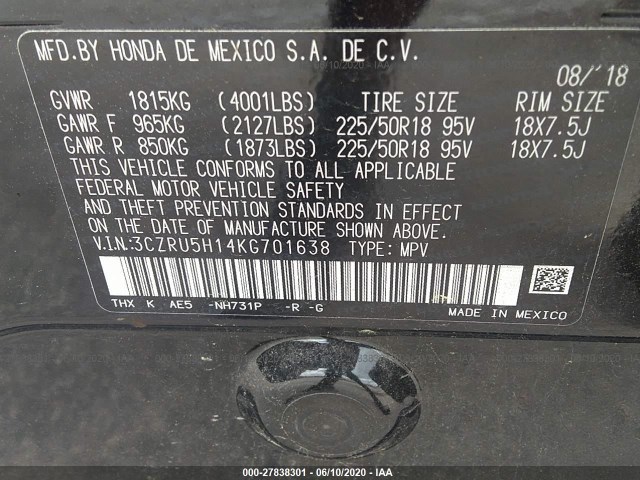 MFD.BY HONDA DE MEXICO S.A. DE C.V.
08/'18
GVWR 1815KG (4001LBS) TIRE SIZE RIM SIZE
GAWR F 965KG (2127LBS) 225/50R18 95V 18X7.5J
GAWR R 850KG (1873LBS) 225/50R18 95V 18X7.5J
THIS VEHICLE CONFORMS TO ALL APPLICABLE
FEDERAL MOTOR VEHICLE SAFETY
AND THEFT PREVENTION STANDARDS IN EFFECT
ON THE DATE OF MANUFACTURE SHOWN ABOVE.
V.I.N:3CZRU5H14KG701638 TYPE: MPV
THX K AE5 -NH731P -R -G
MADE IN MEXICO
000-27838301 - 06/10/2020 - IAA